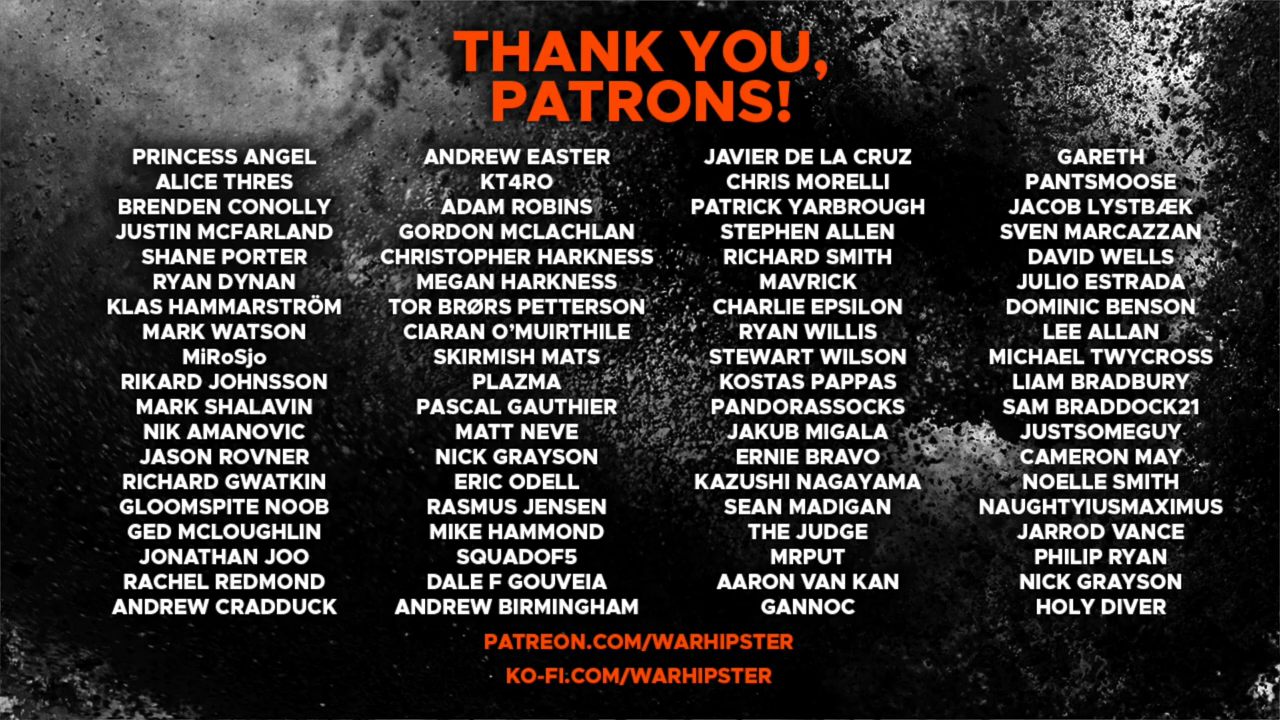 THANK YOU,
PATRONS!
PRINCESS ANGEL
ALICE THRES
BRENDEN CONOLLY
JUSTIN MCFARLAND
SHANE PORTER
RYAN DYNAN
KLAS HAMMARSTRÖM
MARK WATSON
MiRoSjo
RIKARD JOHNSSON
MARK SHALAVIN
NIK AMANOVIC
JASON ROVNER
RICHARD GWATKIN
GLOOMSPITE NOOB
GED MCLOUGHLIN
JONATHAN JOO
RACHEL REDMOND
ANDREW CRADDUCK
ANDREW EASTER
KT4RO
ADAM ROBINS
GORDON MCLACHLAN
CHRISTOPHER HARKNESS
MEGAN HARKNESS
TOR BRØRS PETTERSON
CIARAN O’MUIRTHILE
SKIRMISH MATS
PLAZMA
PASCAL GAUTHIER
MATT NEVE
NICK GRAYSON
ERIC ODELL
RASMUS JENSEN
MIKE HAMMOND
SQUADOF5
DALE F GOUVEIA
ANDREW BIRMINGHAM
JAVIER DE LA CRUZ
CHRIS MORELLI
PATRICK YARBROUGH
STEPHEN ALLEN
RICHARD SMITH
MAVRICK
CHARLIE EPSILON
RYAN WILLIS
STEWART WILSON
KOSTAS PAPPAS
PANDORASSOCKS
JAKUB MIGALA
ERNIE BRAVO
KAZUSHI NAGAYAMA
SEAN MADIGAN
THE JUDGE
MRPUT
AARON VAN KAN
GANNOC
GARETH
PANTSMOOSE
JACOB LYSTBÆK
SVEN MARCAZZAN
DAVID WELLS
JULIO ESTRADA
DOMINIC BENSON
LEE ALLAN
MICHAEL TWYCROSS
LIAM BRADBURY
SAM BRADDOCK21
JUSTSOMEGUY
CAMERON MAY
NOELLE SMITH
NAUGHTYIUSMAXIMUS
JARROD VANCE
PHILIP RYAN
NICK GRAYSON
HOLY DIVER
PATREON.COM/WARHIPSTER
KO-FI.COM/WARHIPSTER